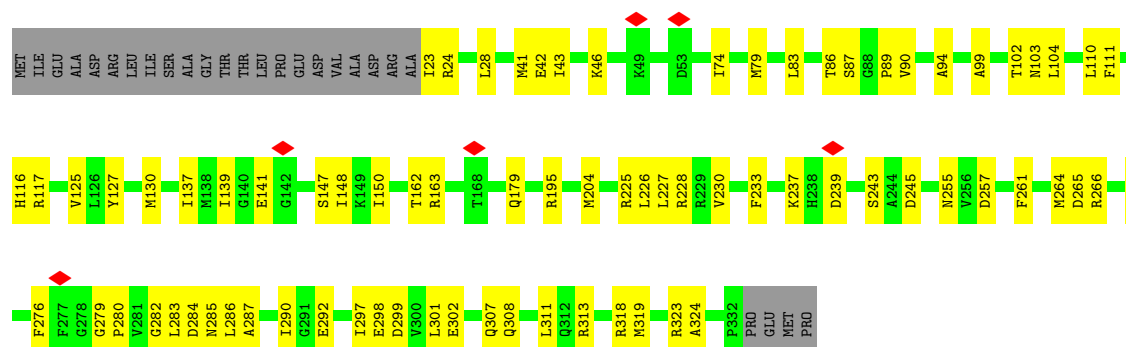 MET ILE GLU ALA ASP ARG LEU ILE SER ALA GLY THR THR LEU PRO GLU ASP VAL ALA ASP ARG ALA I23 R24 L28 M41 E42 I43 K46 K49 D53 I74 M79 L83 T86 S87 G88 P89 V90 A94 A99 T102 N103 L104 L110 F111
H116 R117 V125 L126 Y127 M130 I137 M138 I139 G140 E141 G142 S147 I148 K149 I150 T162 R163 T168 Q179 R195 M204 R225 L226 L227 R228 R229 V230 F233 K237 H238 D239 S243 A244 D245 N255 V256 D257 F261 M264 D265 R266
F276 F277 G278 G279 P280 V281 G282 L283 D284 N285 L286 A287 I290 G291 E292 I297 E298 D299 V300 L301 E302 Q307 Q308 L311 Q312 R313 R318 M319 R323 A324 P332 PRO GLU MET PRO